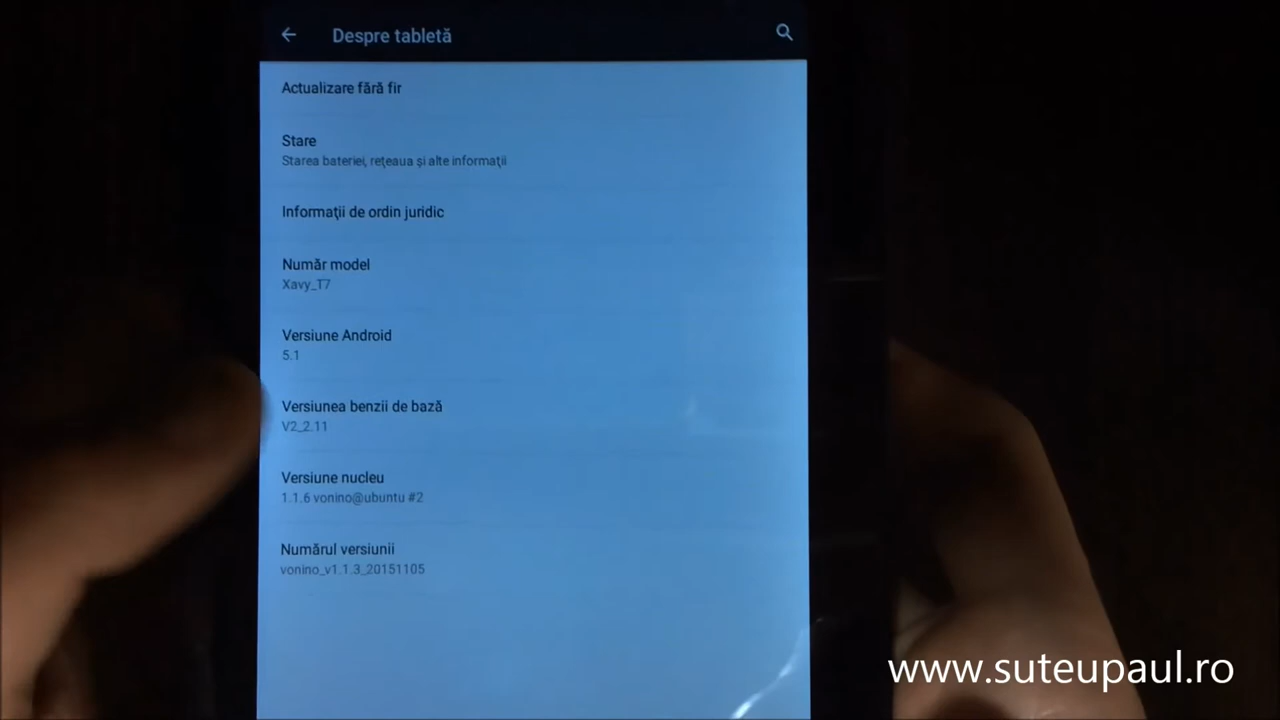 Despre tabletă
Actualizare fără fir
Stare
Starea bateriei, rețeaua și alte informații
Informații de ordin juridic
Număr model
Xavy_T7
Versiune Android
5.1
Versiunea benzii de bază
V2_2.11
Versiune nucleu
1.1.6 vonino@ubuntu #2
Numărul versiunii
vonino_v1.1.3_20151105
www.suteupaul.ro